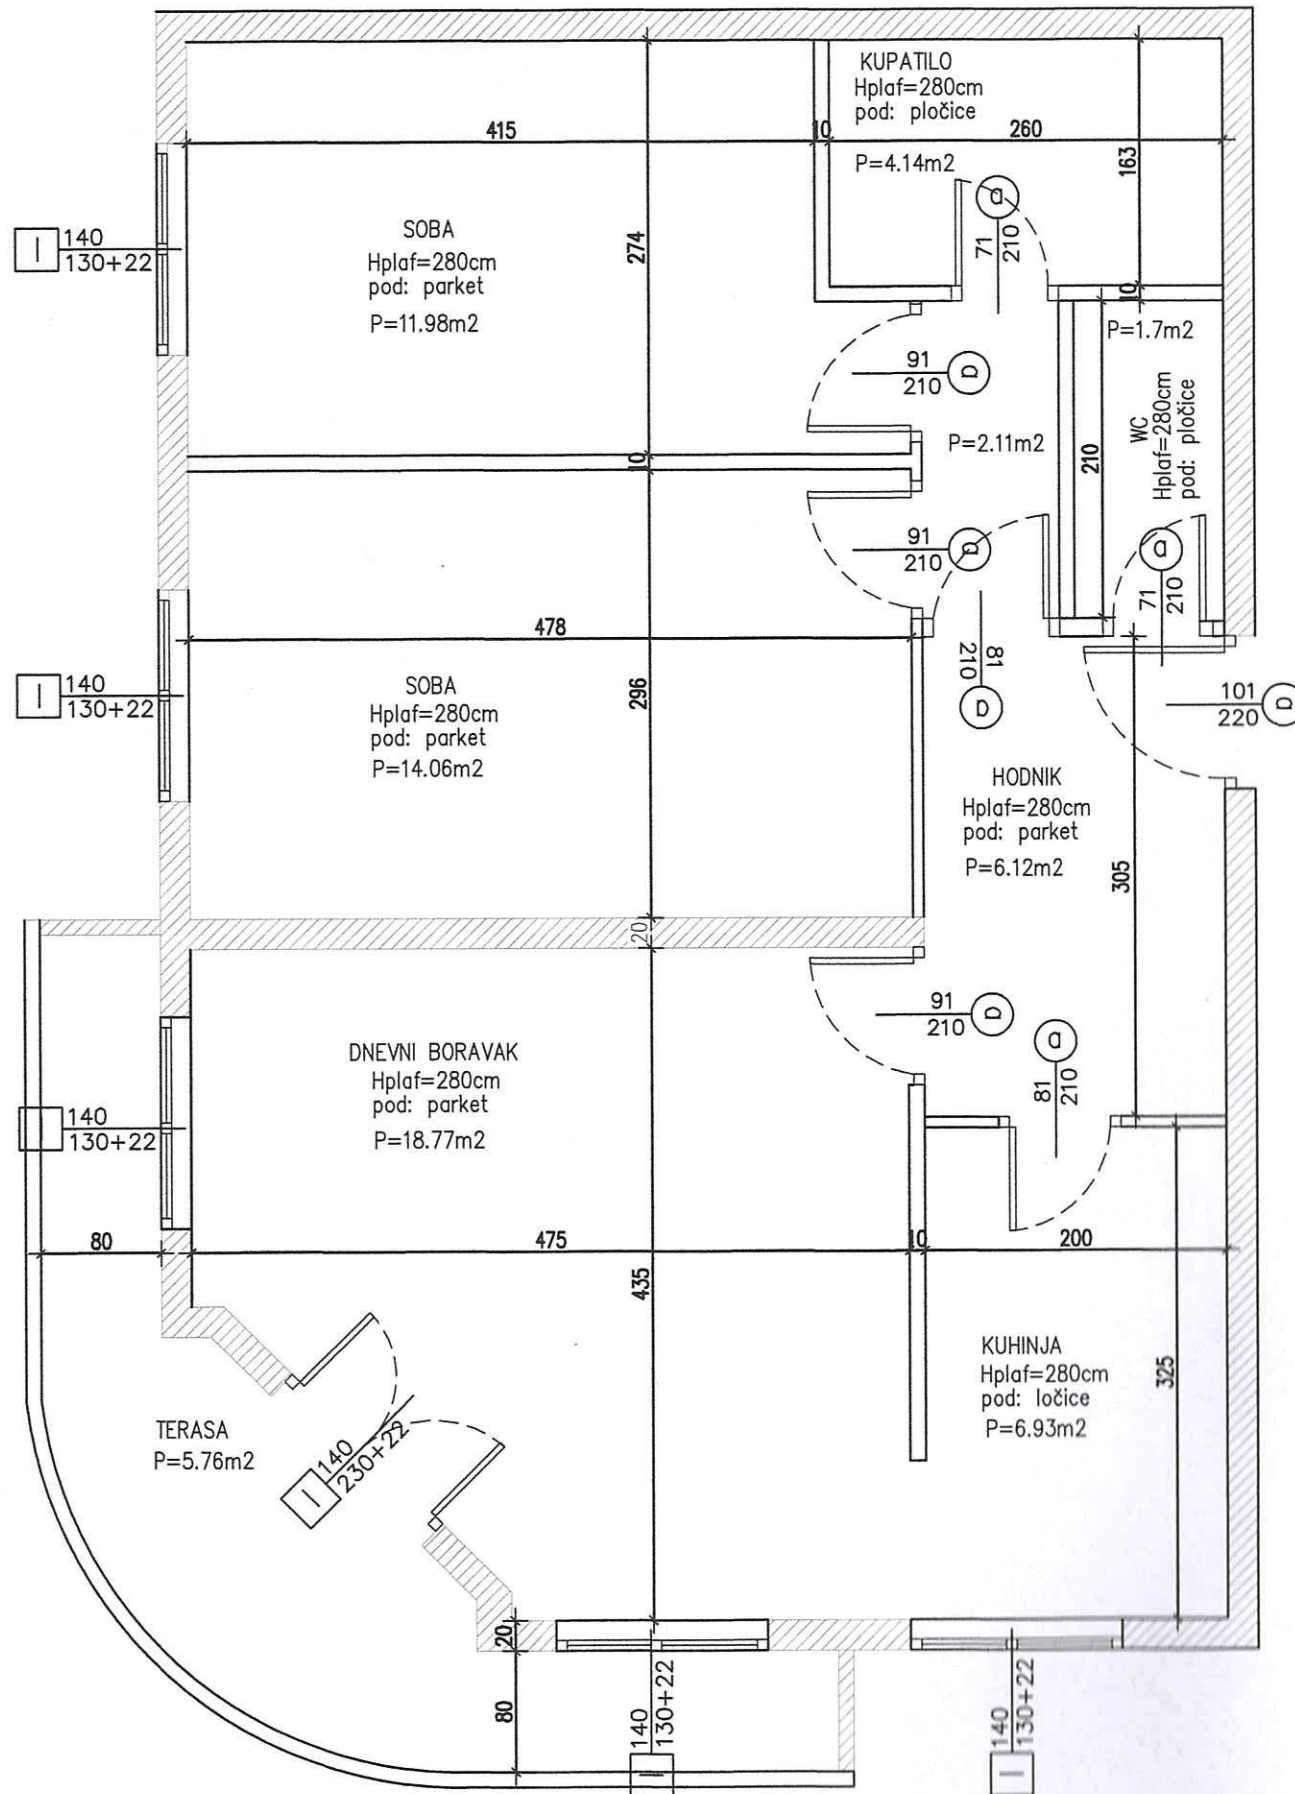 KUPATILO
Hplaf=280cm
pod: pločice
P=4.14m2
415
10
260
163
SOBA
Hplaf=280cm
pod: parket
P=11.98m2
274
140
130+22
71
210
10
P=1.7m2
WC
Hplaf=280cm
pod: pločice
91
210
D
P=2.11m2
210
10
91
210
a
71
210
a
478
81
210
D
SOBA
Hplaf=280cm
pod: parket
P=14.06m2
296
140
130+22
101
220
D
HODNIK
Hplaf=280cm
pod: parket
P=6.12m2
305
20
91
210
D
a
81
210
DNEVNI BORAVAK
Hplaf=280cm
pod: parket
P=18.77m2
140
130+22
80
475
10
200
435
KUHINJA
Hplaf=280cm
pod: ločice
P=6.93m2
325
TERASA
P=5.76m2
140
230+22
I
20
80
140
130+22
I
140
130+22
I